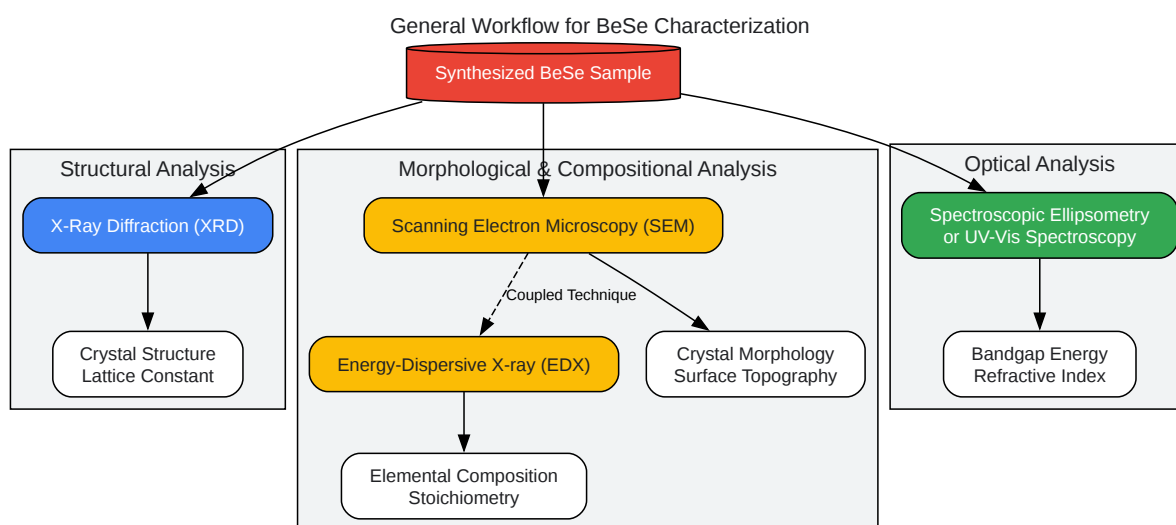 General Workflow for BeSe Characterization
Synthesized BeSe Sample
Structural Analysis
X-Ray Diffraction (XRD)
Crystal Structure
Lattice Constant
Morphological & Compositional Analysis
Scanning Electron Microscopy (SEM)
Coupled Technique
Energy-Dispersive X-ray (EDX)
Crystal Morphology
Surface Topography
Elemental Composition
Stoichiometry
Optical Analysis
Spectroscopic Ellipsometry
or UV-Vis Spectroscopy
Bandgap Energy
Refractive Index